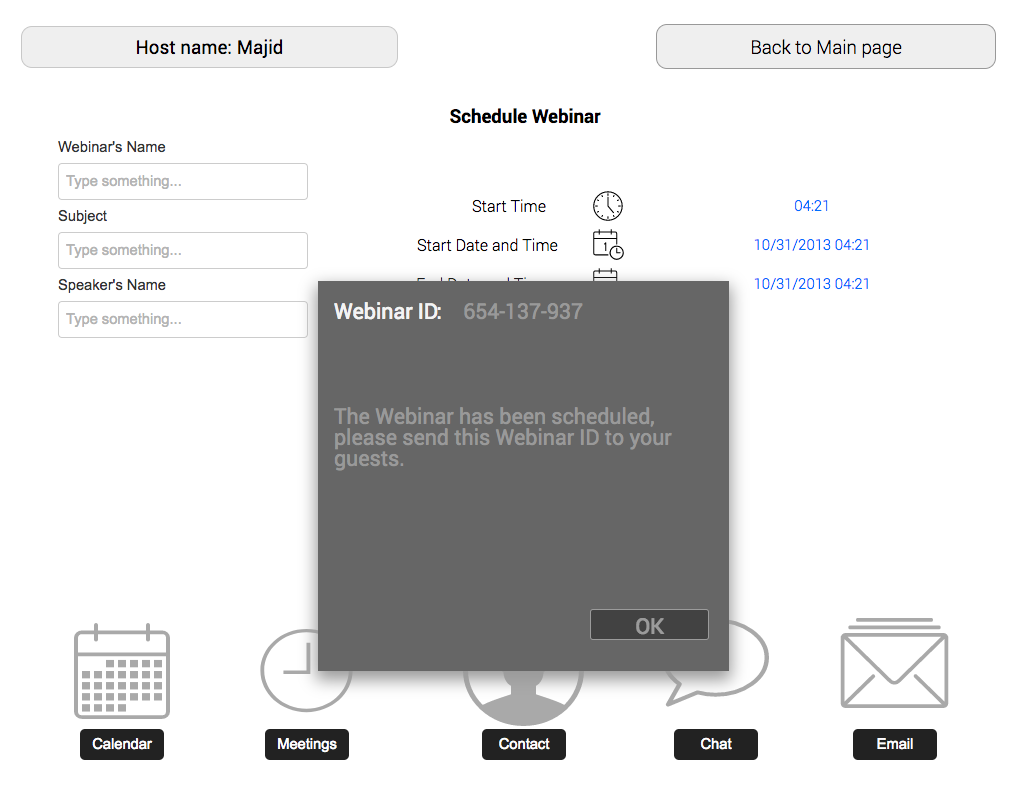 Host name: Majid
Back to Main page
Schedule Webinar
Webinar's Name
Type something...
Subject
Type something...
Speaker's Name
Type something...
Start Time
04:21
Start Date and Time
1
10/31/2013 04:21
10/31/2013 04:21
Webinar ID: 654-137-937
The Webinar has been scheduled,
please send this Webinar ID to your
guests.
OK
Calendar
Meetings
Contact
Chat
Email